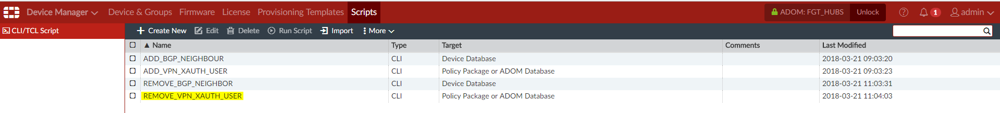 Device Manager Device & Groups Firmware License Provisioning Templates Scripts ADOM: FGT_HUBS Unlock 1 admin
CLI/TCL Script Create New Edit Delete Run Script Import More
Name Type Target Comments Last Modified
ADD_BGP_NEIGHBOUR CLI Device Database 2018-03-21 09:03:20
ADD_VPN_XAUTH_USER CLI Policy Package or ADOM Database 2018-03-21 09:03:23
REMOVE_BGP_NEIGHBOR CLI Device Database 2018-03-21 11:03:31
REMOVE_VPN_XAUTH_USER CLI Policy Package or ADOM Database 2018-03-21 11:04:03